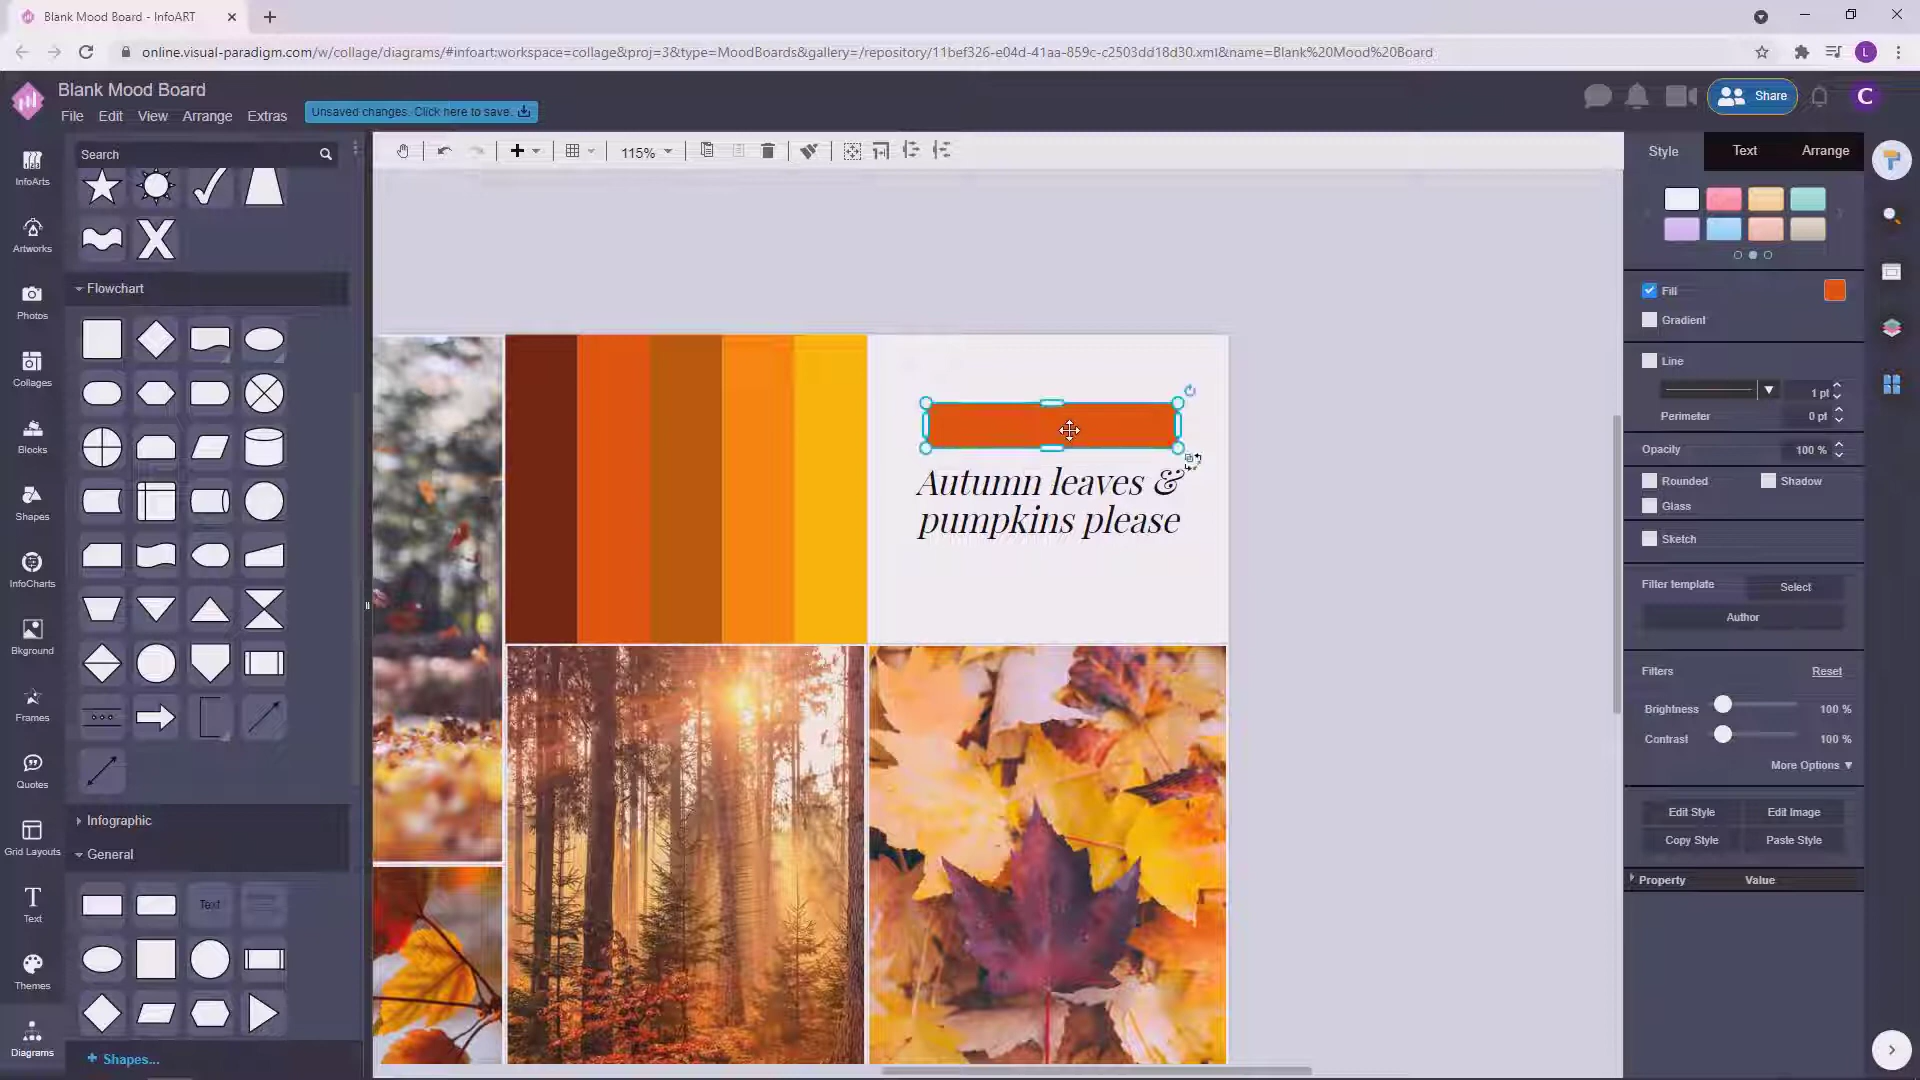 Blank Mood Board - InfoART
online.visual-paradigm.com/w/collage/diagrams/#infoart:workspace=collage&proj=3&type=MoodBoards&gallery=/repository/11bef326-e04d-41aa-859c-c2503dd18d30.xml&name=Blank%20Mood%20Board
L
Blank Mood Board
File Edit View Arrange Extras
Unsaved changes. Click here to save.
Share
C
InfoArts
Artworks
Photos
Collages
Blocks
Shapes
InfoCharts
Bkground
Frames
Quotes
Grid Layouts
Text
Themes
Diagrams
Search
Flowchart
Infographic
General
Text
+ Shapes...
115%
Autumn leaves &
pumpkins please
Style Text Arrange
Fill
Gradient
Line
1 pt
Perimeter 0 pt
Opacity 100 %
Rounded Shadow
Glass
Sketch
Filter template Select
Author
Filters Reset
Brightness 100 %
Contrast 100 %
More Options ▼
Edit Style Edit Image
Copy Style Paste Style
Property Value